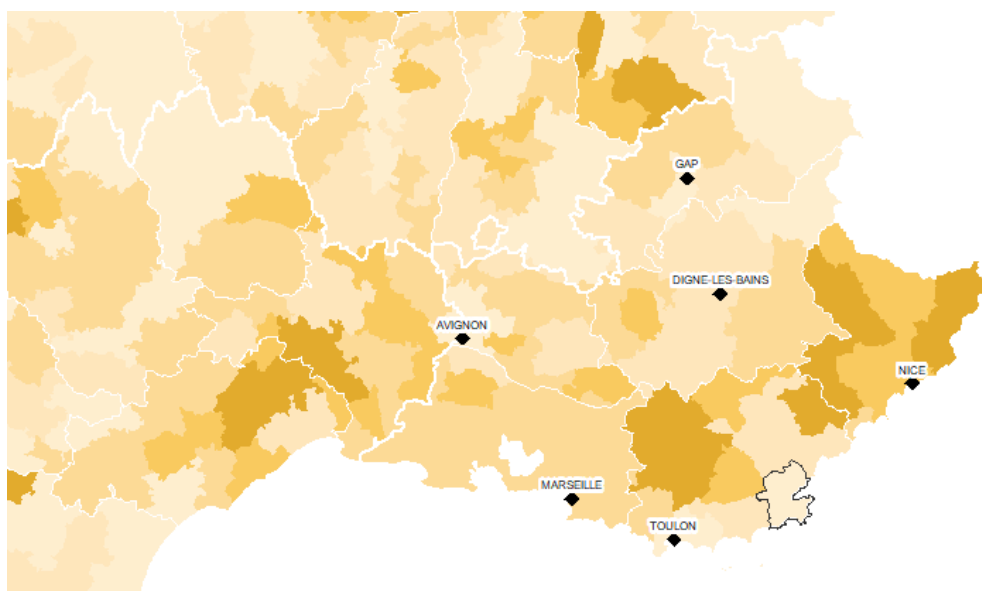 GAP
DIGNE-LES-BAINS
AVIGNON
NICE
MARSEILLE
TOULON